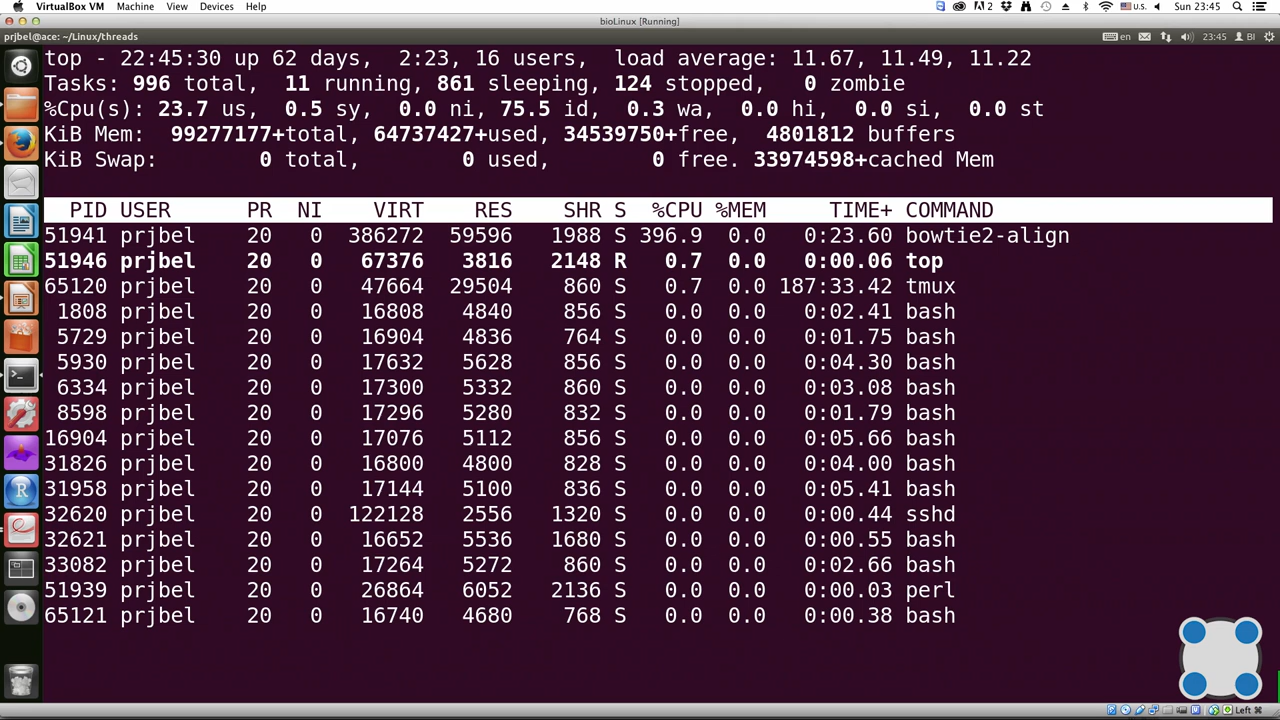 VirtualBox VM Machine View Devices Help 2 U.S. Sun 23:45
bioLinux [Running]
prjbel@ace: ~/Linux/threads en 23:45 BI
top - 22:45:30 up 62 days, 2:23, 16 users, load average: 11.67, 11.49, 11.22
Tasks: 996 total, 11 running, 861 sleeping, 124 stopped, 0 zombie
%Cpu(s): 23.7 us, 0.5 sy, 0.0 ni, 75.5 id, 0.3 wa, 0.0 hi, 0.0 si, 0.0 st
KiB Mem: 99277177+total, 64737427+used, 34539750+free, 4801812 buffers
KiB Swap: 0 total, 0 used, 0 free. 33974598+cached Mem
PID USER PR NI VIRT RES SHR S %CPU %MEM TIME+ COMMAND
51941 prjbel 20 0 386272 55596 1988 S 396.9 0.0 0:23.60 bowtie2-align
51946 prjbel 20 0 67376 3816 2148 R 0.7 0.0 0:00.06 top
65120 prjbel 20 0 47664 29504 860 S 0.7 0.0 187:33.42 tmux
1808 prjbel 20 0 16808 4840 856 S 0.0 0.0 0:02.41 bash
5729 prjbel 20 0 16904 4836 764 S 0.0 0.0 0:01.75 bash
5930 prjbel 20 0 17632 5628 856 S 0.0 0.0 0:04.30 bash
6334 prjbel 20 0 17300 5332 860 S 0.0 0.0 0:03.08 bash
8598 prjbel 20 0 17296 5280 832 S 0.0 0.0 0:01.79 bash
16904 prjbel 20 0 17076 5112 856 S 0.0 0.0 0:05.66 bash
31826 prjbel 20 0 16800 4800 828 S 0.0 0.0 0:04.00 bash
31958 prjbel 20 0 17144 5100 836 S 0.0 0.0 0:05.41 bash
32620 prjbel 20 0 122128 2556 1320 S 0.0 0.0 0:00.44 sshd
32621 prjbel 20 0 16652 5536 1680 S 0.0 0.0 0:00.55 bash
33082 prjbel 20 0 17264 5272 860 S 0.0 0.0 0:02.66 bash
51939 prjbel 20 0 26864 6052 2136 S 0.0 0.0 0:00.03 perl
65121 prjbel 20 0 16740 4680 768 S 0.0 0.0 0:00.38 bash
Left ⌘